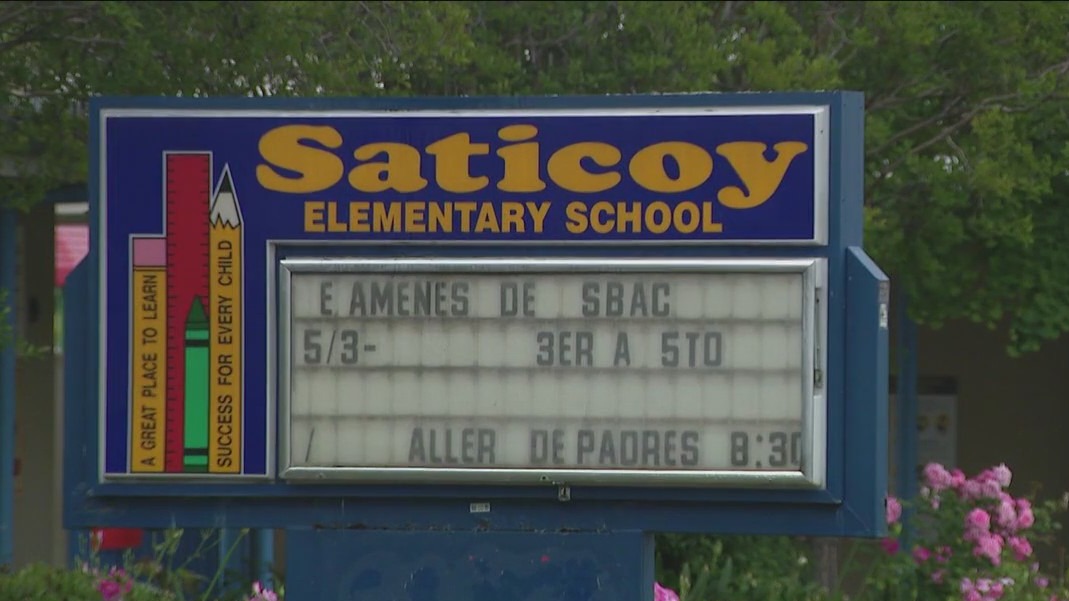 Saticoy
ELEMENTARY SCHOOL
A GREAT PLACE TO LEARN
SUCCESS FOR EVERY CHILD
E AMENES DE SBAC
5/3- 3ER A 5TO
/ ALLER DE PADRES 8:30